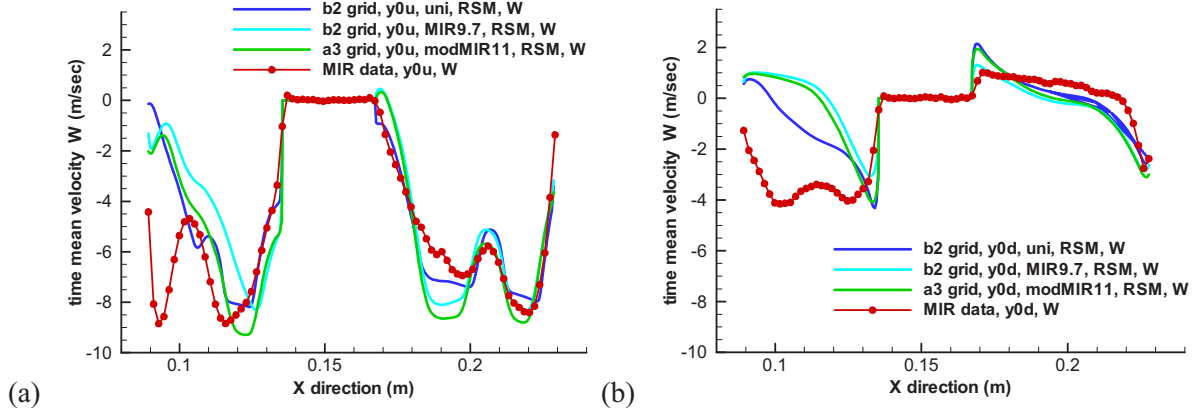 b2 grid, y0u, uni, RSM, W
b2 grid, y0u, MIR9.7, RSM, W
a3 grid, y0u, modMIR11, RSM, W
MIR data, y0u, W
time mean velocity W (m/sec)
2
0
-2
-4
-6
-8
-10
0.1
0.15
0.2
X direction (m)
(a)
b2 grid, y0d, uni, RSM, W
b2 grid, y0d, MIR9.7, RSM, W
a3 grid, y0d, modMIR11, RSM, W
MIR data, y0d, W
time mean velocity W (m/sec)
2
0
-2
-4
-6
-8
-10
0.1
0.15
0.2
X direction (m)
(b)